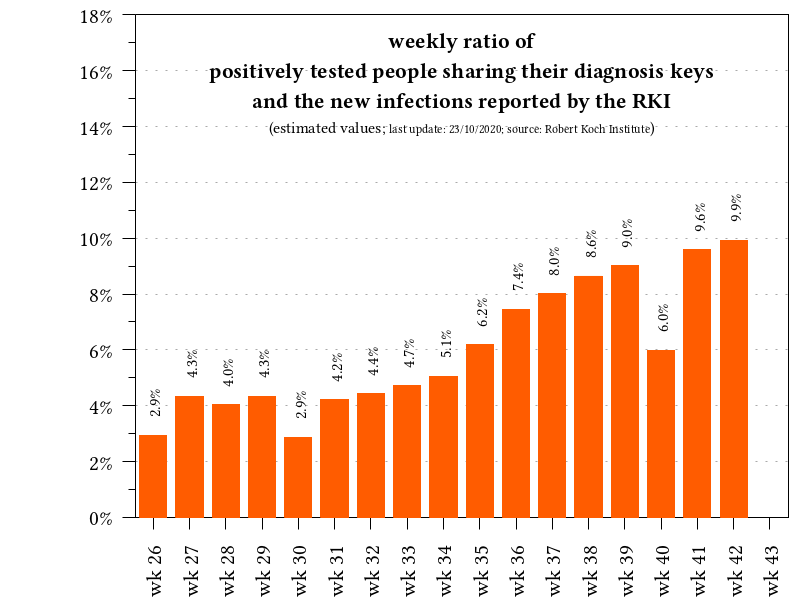 weekly ratio of
positively tested people sharing their diagnosis keys
and the new infections reported by the RKI
(estimated values; last update: 23/10/2020; source: Robert Koch Institute)
18%
16%
14%
12%
10%
8%
6%
4%
2%
0%
2.9%
4.3%
4.0%
4.3%
2.9%
4.2%
4.4%
4.7%
5.1%
6.2%
7.4%
8.0%
8.6%
9.0%
6.0%
9.6%
9.9%
wk 26
wk 27
wk 28
wk 29
wk 30
wk 31
wk 32
wk 33
wk 34
wk 35
wk 36
wk 37
wk 38
wk 39
wk 40
wk 41
wk 42
wk 43